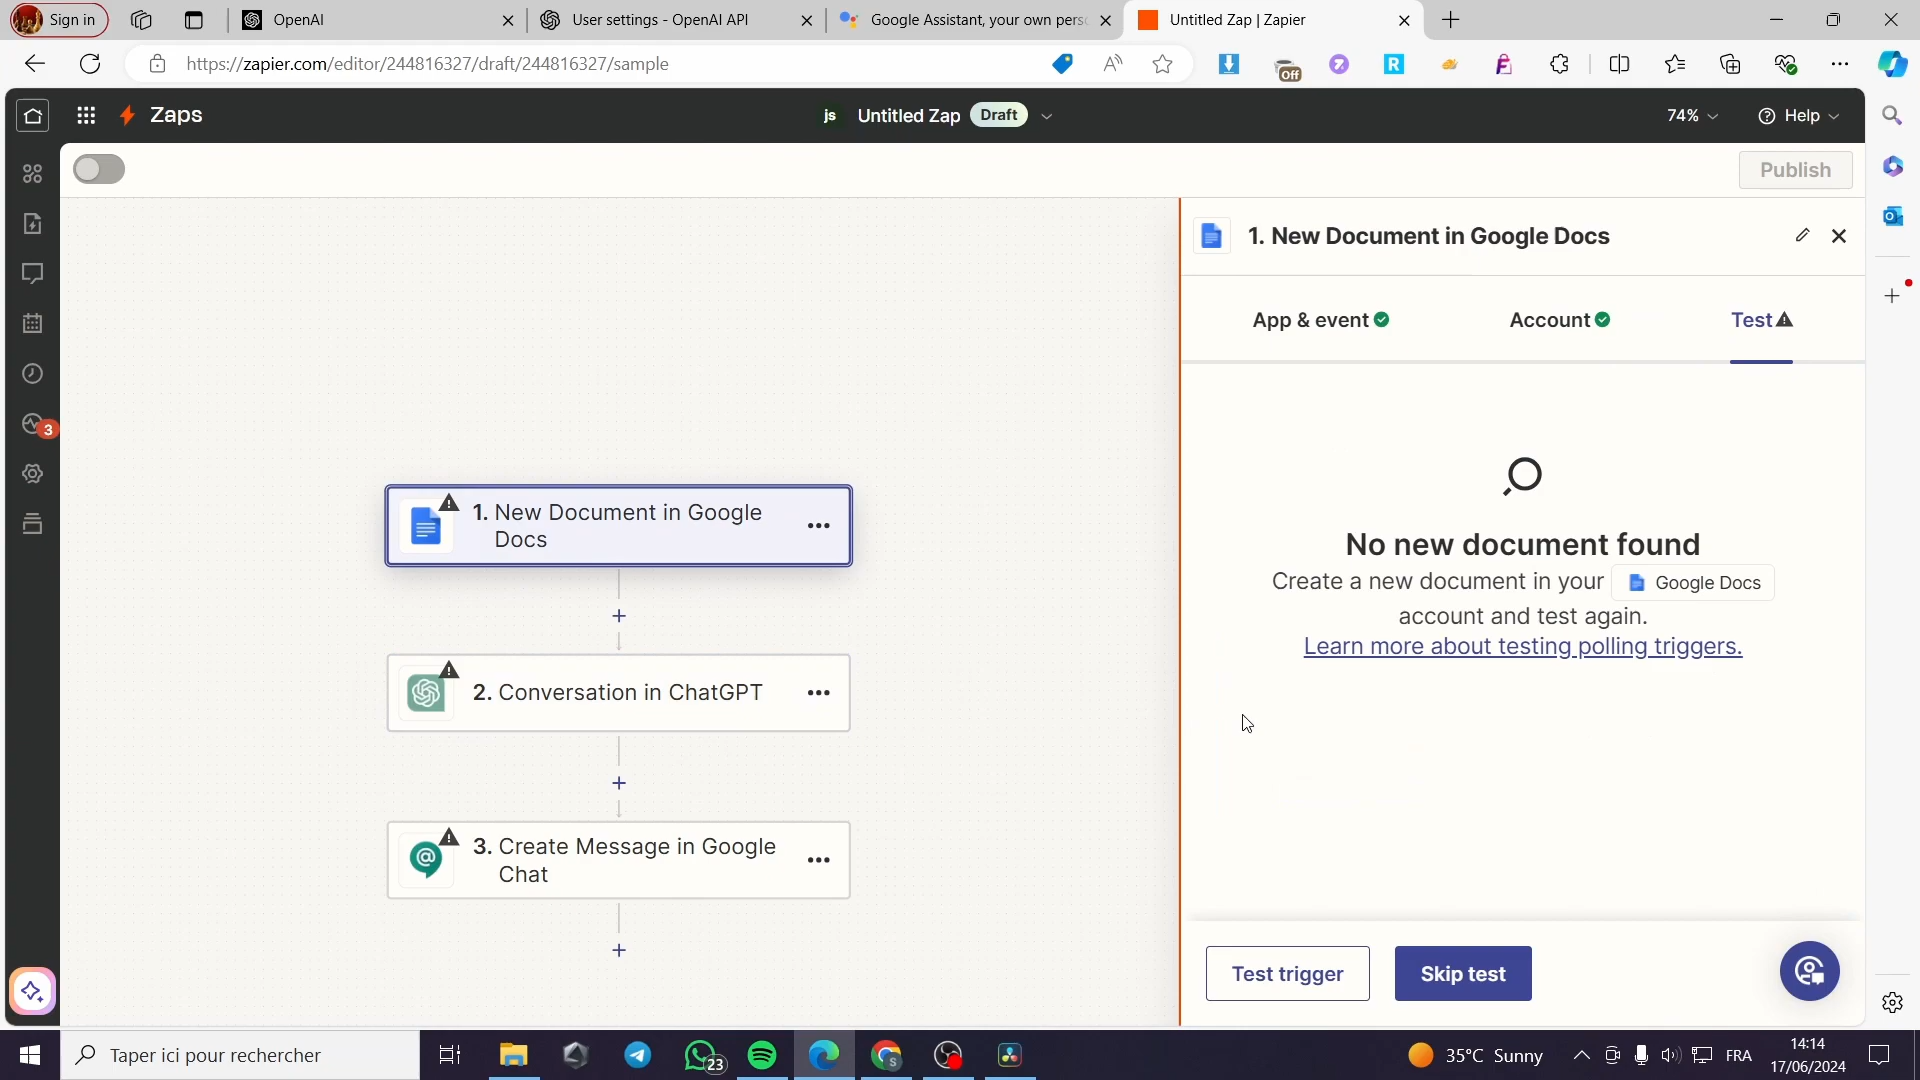 Sign in
OpenAI
User settings - OpenAI API
Google Assistant, your own pers
Untitled Zap | Zapier
https://zapier.com/editor/244816327/draft/244816327/sample
Off
Zaps
js
Untitled Zap
Draft
74%
Help
Publish
1. New Document in Google Docs
App & event
Account
Test
3
No new document found
Create a new document in your Google Docs
account and test again.
Learn more about testing polling triggers.
1. New Document in Google
Docs
2. Conversation in ChatGPT
3. Create Message in Google
Chat
Test trigger
Skip test
Taper ici pour rechercher
23
35°C Sunny
FRA
14:14
17/06/2024